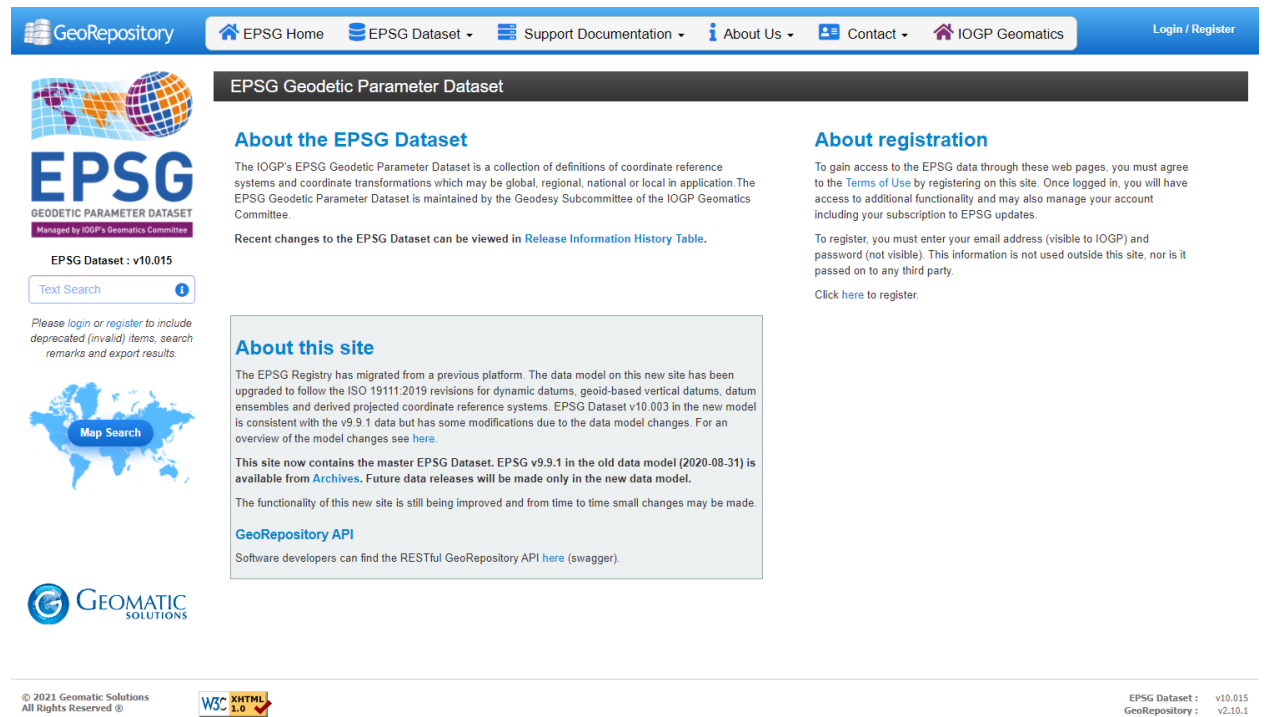 GeoRepository
EPSG Home
EPSG Dataset
Support Documentation
About Us
Contact
IOGP Geomatics
Login / Register
EPSG
GEODETIC PARAMETER DATASET
Managed by IOGP's Geomatics Committee
EPSG Dataset : v10.015
Text Search
Please login or register to include
deprecated (invalid) items, search
remarks and export results.
Map Search
GEOMATIC
SOLUTIONS
EPSG Geodetic Parameter Dataset
About the EPSG Dataset
The IOGP's EPSG Geodetic Parameter Dataset is a collection of definitions of coordinate reference
systems and coordinate transformations which may be global, regional, national or local in application.The
EPSG Geodetic Parameter Dataset is maintained by the Geodesy Subcommittee of the IOGP Geomatics
Committee.
Recent changes to the EPSG Dataset can be viewed in Release Information History Table.
About this site
The EPSG Registry has migrated from a previous platform. The data model on this new site has been
upgraded to follow the ISO 19111:2019 revisions for dynamic datums, geoid-based vertical datums, datum
ensembles and derived projected coordinate reference systems. EPSG Dataset v10.003 in the new model
is consistent with the v9.9.1 data but has some modifications due to the data model changes. For an
overview of the model changes see here.
This site now contains the master EPSG Dataset. EPSG v9.9.1 in the old data model (2020-08-31) is
available from Archives. Future data releases will be made only in the new data model.
The functionality of this new site is still being improved and from time to time small changes may be made.
GeoRepository API
Software developers can find the RESTful GeoRepository API here (swagger).
About registration
To gain access to the EPSG data through these web pages, you must agree
to the Terms of Use by registering on this site. Once logged in, you will have
access to additional functionality and may also manage your account
including your subscription to EPSG updates.
To register, you must enter your email address (visible to IOGP) and
password (not visible). This information is not used outside this site, nor is it
passed on to any third party.
Click here to register.
© 2021 Geomatic Solutions
All Rights Reserved ®
W3C XHTML
1.0
EPSG Dataset : v10.015
GeoRepository : v2.10.1